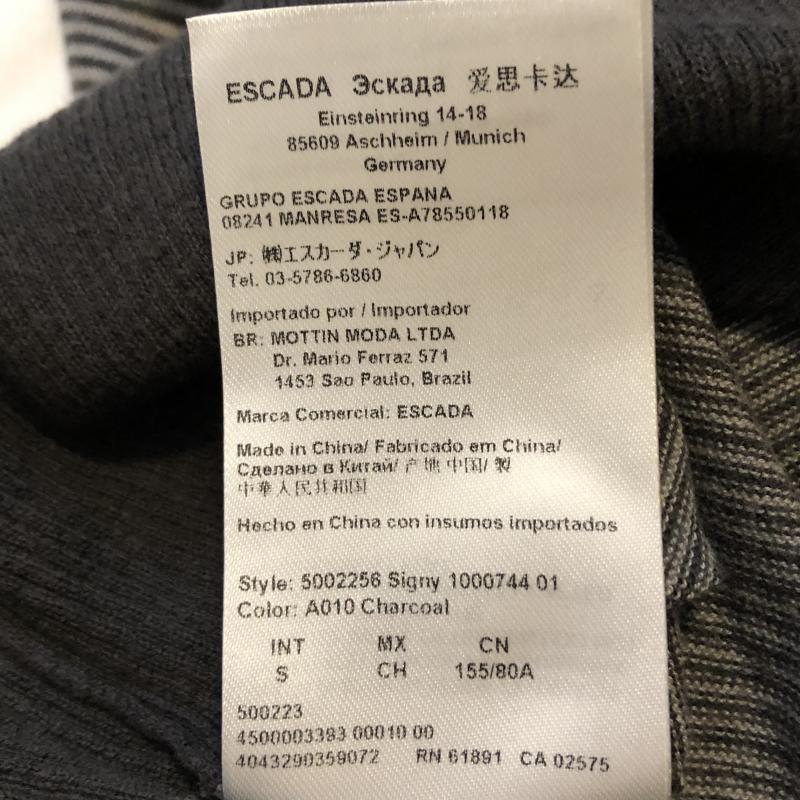 ESCADA Эскада 爱思卡达
Einsteinring 14-18
85609 Aschheim / Munich
Germany
GRUPO ESCADA ESPANA
08241 MANRESA ES-A78550118
JP: ㈱エスカーダ・ジャパン
Tel. 03-5786-6860
Importado por / Importador
BR: MOTTIN MODA LTDA
Dr. Mario Ferraz 571
1453 Sao Paulo, Brazil
Marca Comercial: ESCADA
Made in China/ Fabricado em China/
Сделано в Китай/ 产地 中国/ 製
中華人民共和国
Hecho en China con insumos importados
Style: 5002256 Signy 1000744 01
Color: A010 Charcoal
INT MX CN
S CH 155/80A
500223
4500003393 00010 00
4043290359072 RN 61891 CA 02575